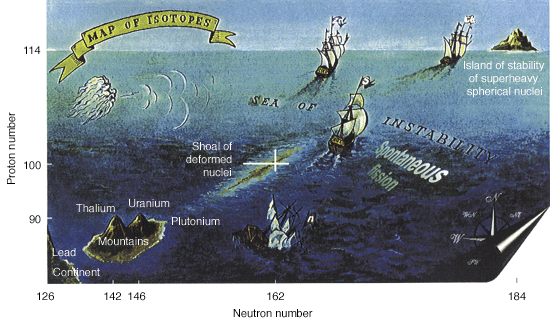 MAP OF ISOTOPES
114
Island of stability
of superheavy
spherical nuclei
SEA OF INSTABILITY
Shoal of
deformed
nuclei
Spontaneous
fission
Proton number
100
Thalium
Uranium
90
Plutonium
Mountains
N
W
Lead
Continent
126
142
146
162
184
Neutron number